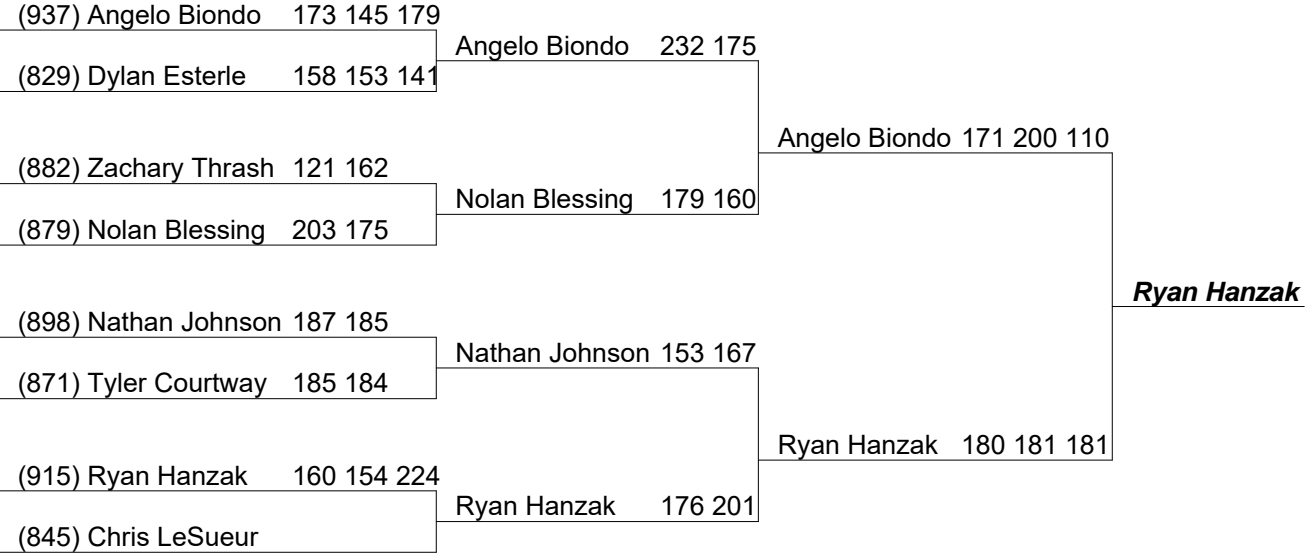 (937) Angelo Biondo 173 145 179
Angelo Biondo 232 175
(829) Dylan Esterle 158 153 141
Angelo Biondo 171 200 110
(882) Zachary Thrash 121 162
Nolan Blessing 179 160
(879) Nolan Blessing 203 175
Ryan Hanzak
(898) Nathan Johnson 187 185
Nathan Johnson 153 167
(871) Tyler Courtway 185 184
Ryan Hanzak 180 181 181
(915) Ryan Hanzak 160 154 224
Ryan Hanzak 176 201
(845) Chris LeSueur